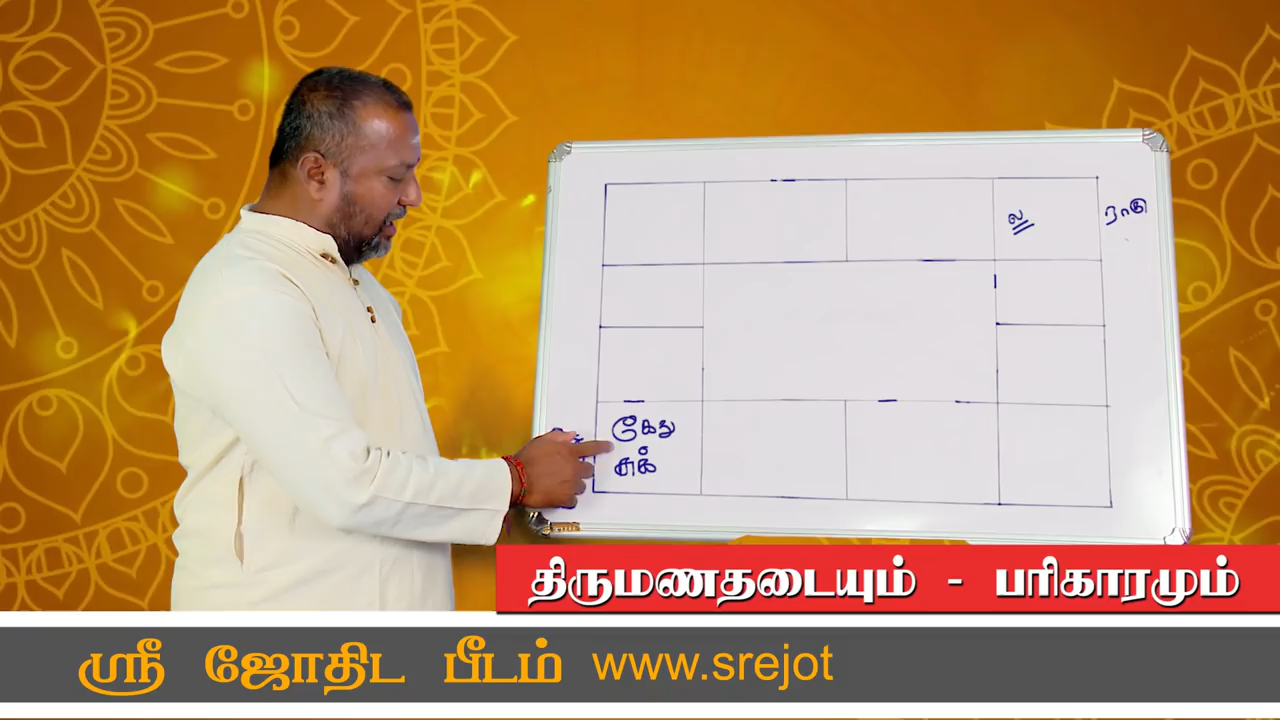 ல
ராகு
கேது
சுக்
திருமணதடையும் - பரிகாரமும்
ஸ்ரீ ஜோதிட பீடம் www.srejot